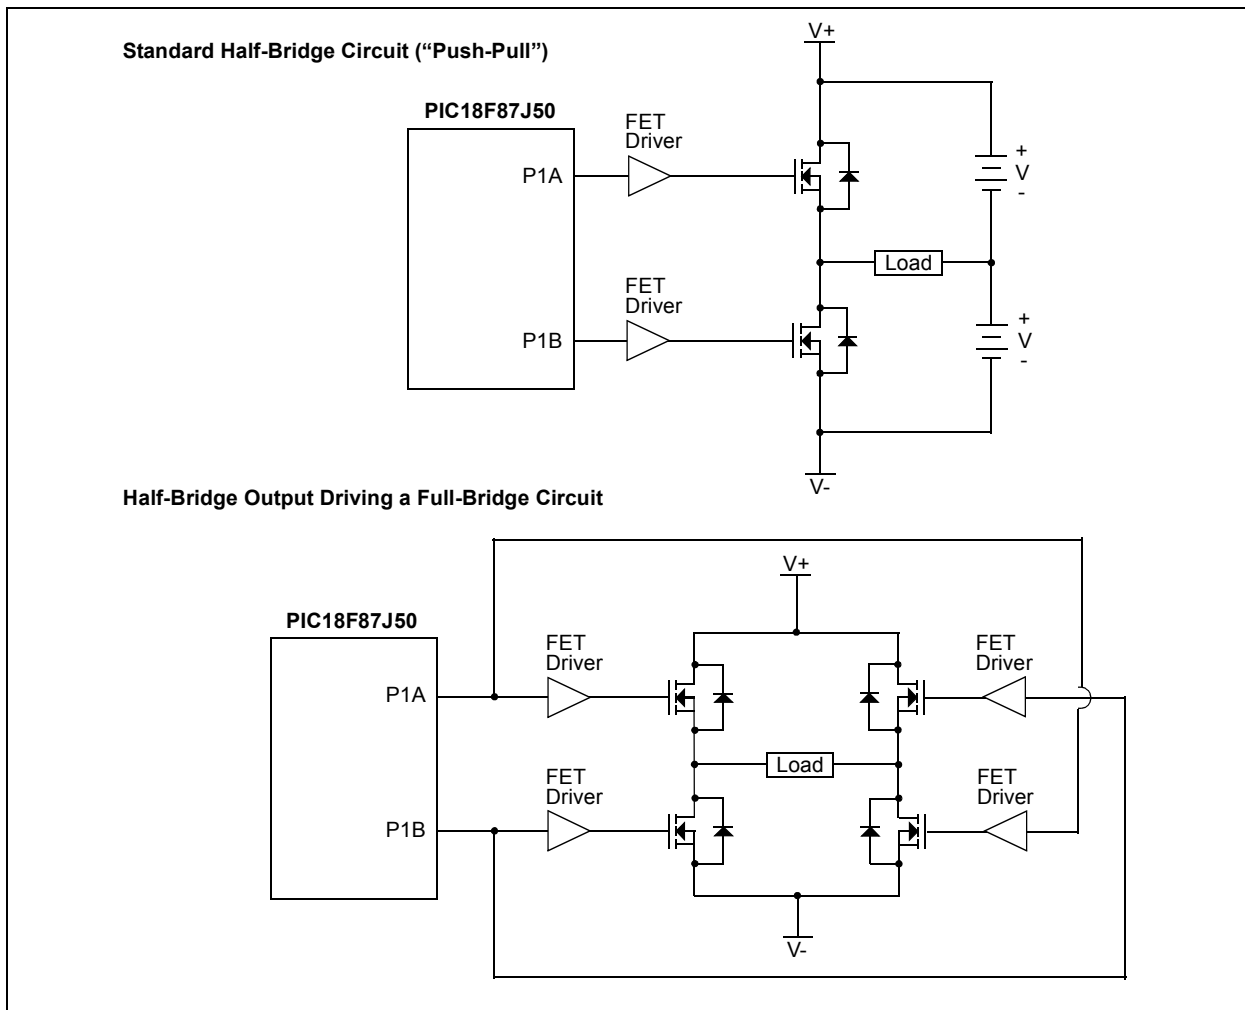 Standard Half-Bridge Circuit (“Push-Pull”)
V+
PIC18F87J50
FET
Driver
P1A
+
V
-
Load
FET
Driver
P1B
+
V
-
V-
Half-Bridge Output Driving a Full-Bridge Circuit
V+
PIC18F87J50
FET
Driver
FET
Driver
P1A
Load
FET
Driver
FET
Driver
P1B
V-